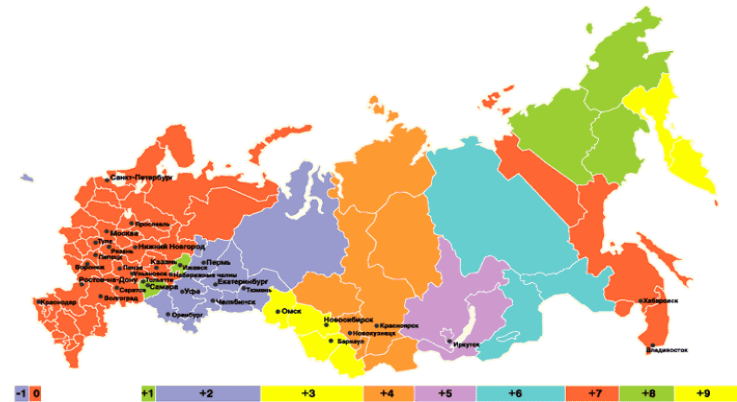 Санкт-Петербург
Ярославль
Москва
Тула
Нижний Новгород
Рязань
Липецк
Казань
Пермь
Ижевск
Воронеж
Пенза
Ульяновск
Набережные челны
Тольятти
Екатеринбург
Тюмень
Ростов-на-Дону
Самара
Уфа
Саратов
Волгоград
Челябинск
Краснодар
Оренбург
Омск
Новосибирск
Красноярск
Новокузнецк
Барнаул
Иркутск
Хабаровск
Владивосток
-1 0 +1 +2 +3 +4 +5 +6 +7 +8 +9